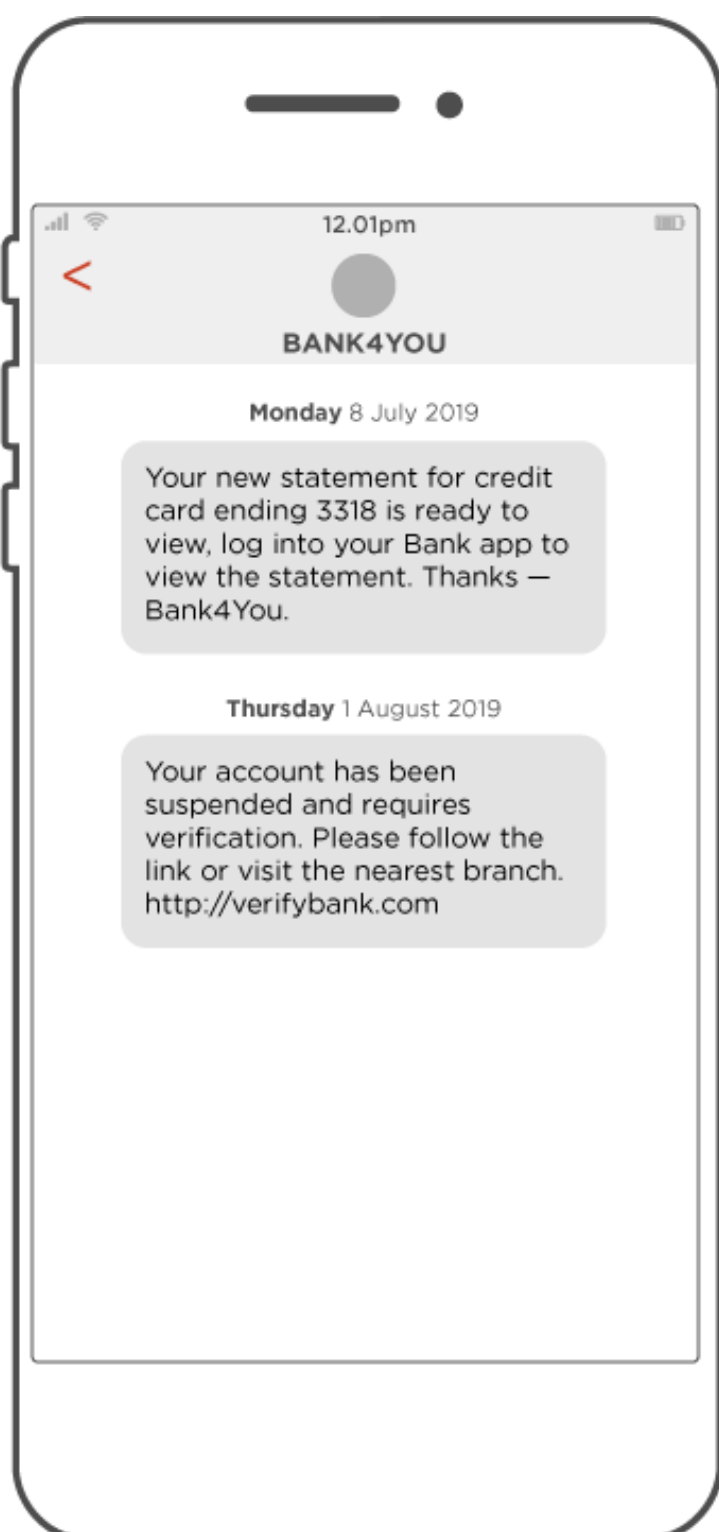 12.01pm
<
BANK4YOU
Monday 8 July 2019
Your new statement for credit
card ending 3318 is ready to
view, log into your Bank app to
view the statement. Thanks —
Bank4You.
Thursday 1 August 2019
Your account has been
suspended and requires
verification. Please follow the
link or visit the nearest branch.
http://verifybank.com